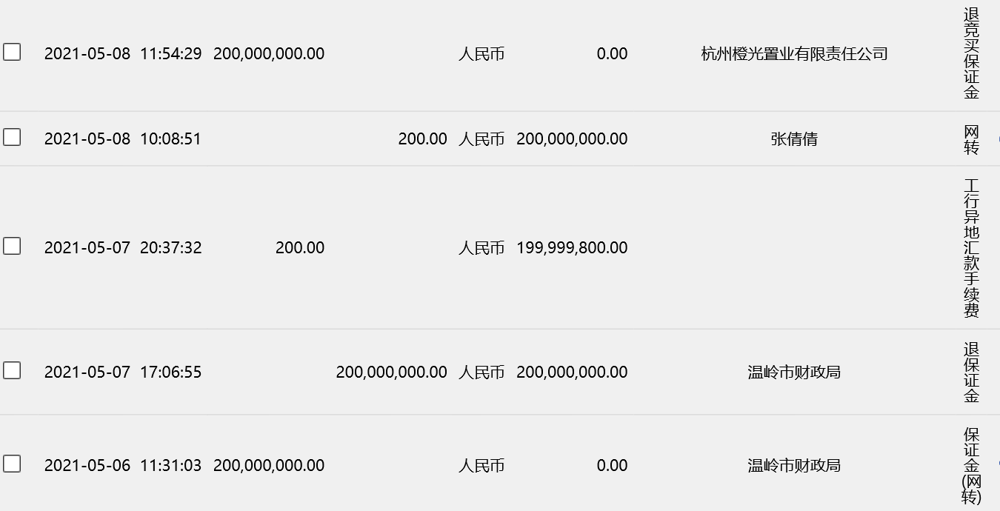 2021-05-08 11:54:29 200,000,000.00 人民币 0.00 杭州橙光置业有限责任公司 退竞买保证金
2021-05-08 10:08:51 200.00 人民币 200,000,000.00 张倩倩 网转
2021-05-07 20:37:32 200.00 人民币 199,999,800.00 工行异地汇款手续费
2021-05-07 17:06:55 200,000,000.00 人民币 200,000,000.00 温岭市财政局 退保证金
2021-05-06 11:31:03 200,000,000.00 人民币 0.00 温岭市财政局 保证金(网转)